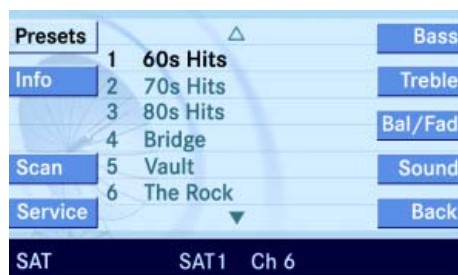 Presets
Info
Scan
Service
1 60s Hits
2 70s Hits
3 80s Hits
4 Bridge
5 Vault
6 The Rock
Bass
Treble
Bal/Fad
Sound
Back
SAT SAT1 Ch 6